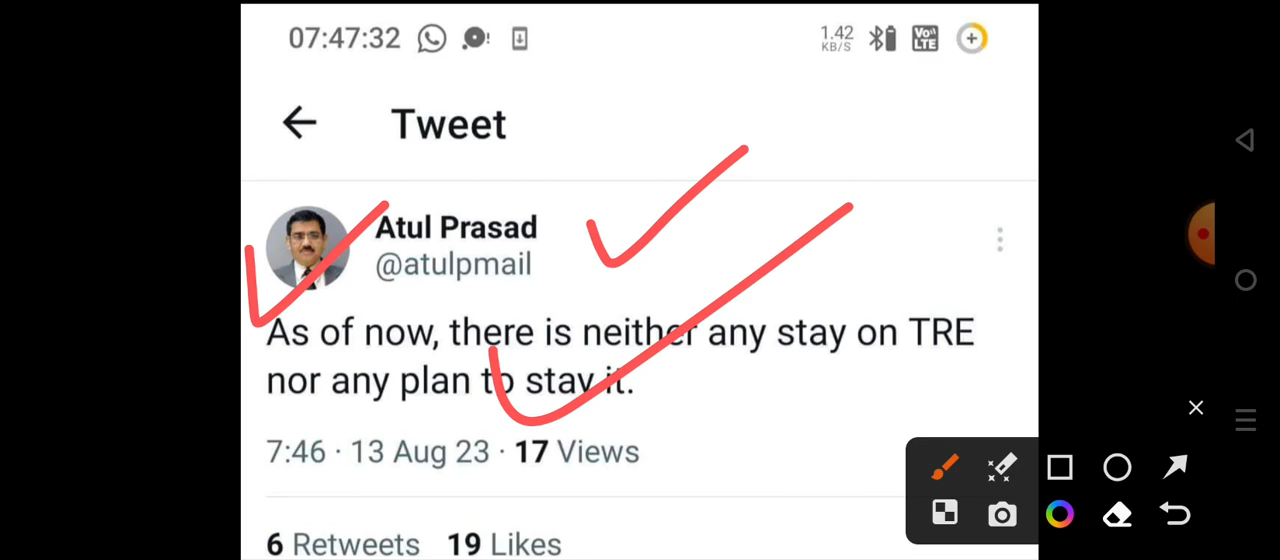 07:47:32
1.42
KB/S
Vo))
LTE
Tweet
Atul Prasad
@atulpmail
As of now, there is neither any stay on TRE
nor any plan to stay it.
7:46 · 13 Aug 23 · 17 Views
6 Retweets 19 Likes